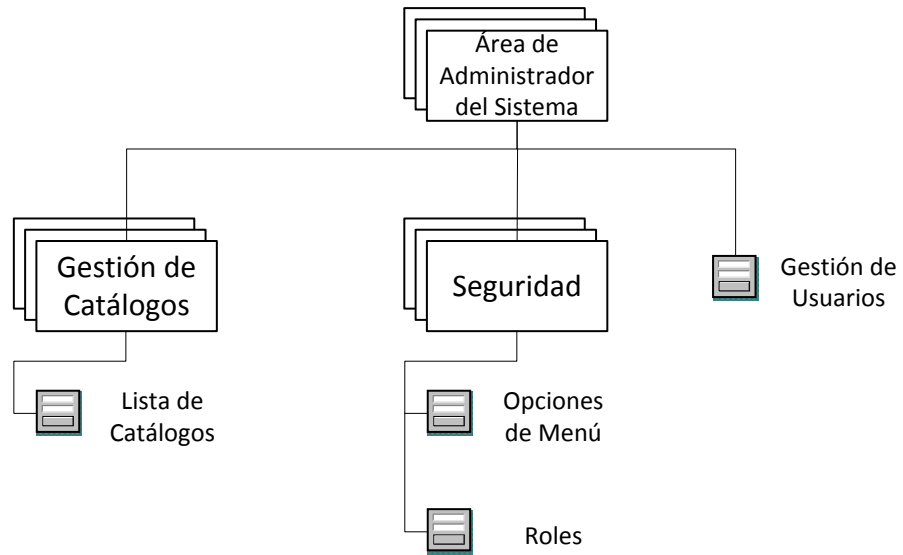 Área de
Administrador
del Sistema
Gestión de
Catálogos
Seguridad
Gestión de
Usuarios
Lista de
Catálogos
Opciones
de Menú
Roles